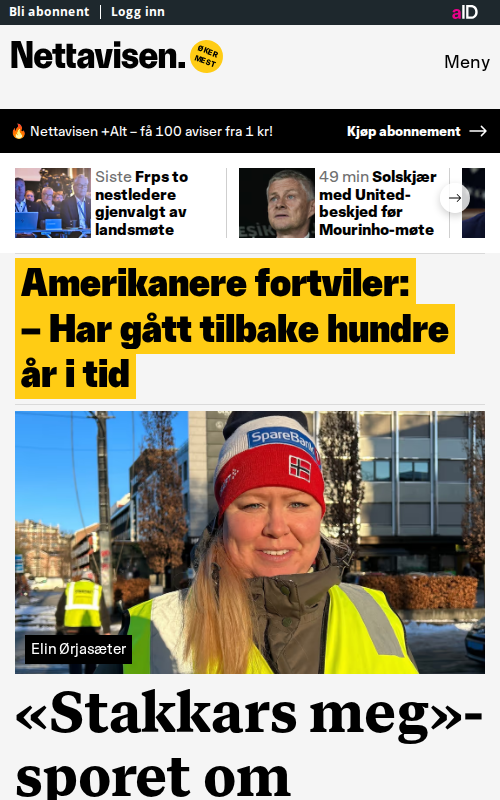 Bli abonnent
Logg inn
aID
Nettavisen.
ØKER
MEST
Meny
🔥 Nettavisen +Alt – få 100 aviser fra 1 kr!
Kjøp abonnement
Siste Frps to
nestledere
gjenvalgt av
landsmøte
49 min Solskjær
med United-
beskjed før
Mourinho-møte
Amerikanere fortviler:
– Har gått tilbake hundre
år i tid
SpareBank
Elin Ørjasæter
«Stakkars meg»-
sporet om